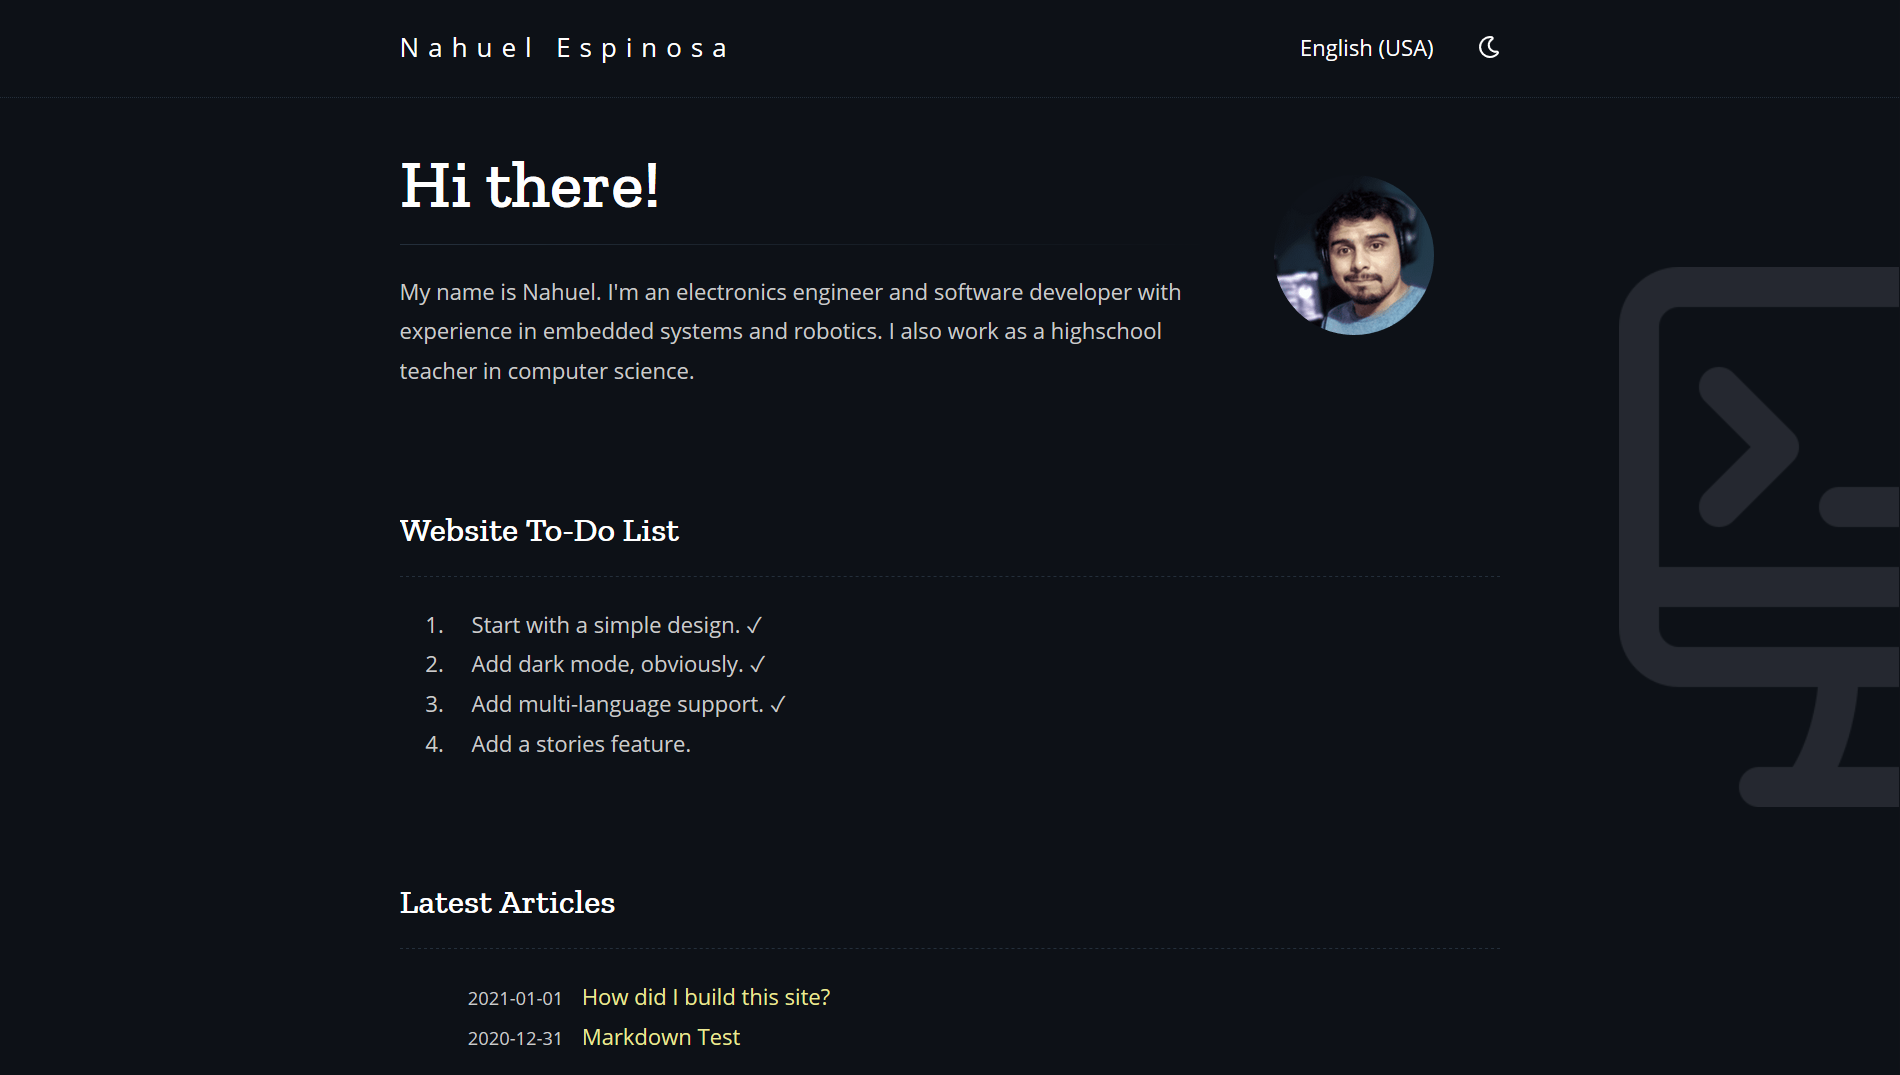 Nahuel Espinosa
English (USA)
Hi there!
My name is Nahuel. I'm an electronics engineer and software developer with
experience in embedded systems and robotics. I also work as a highschool
teacher in computer science.
Website To-Do List
1. Start with a simple design. ✓
2. Add dark mode, obviously. ✓
3. Add multi-language support. ✓
4. Add a stories feature.
Latest Articles
2021-01-01 How did I build this site?
2020-12-31 Markdown Test